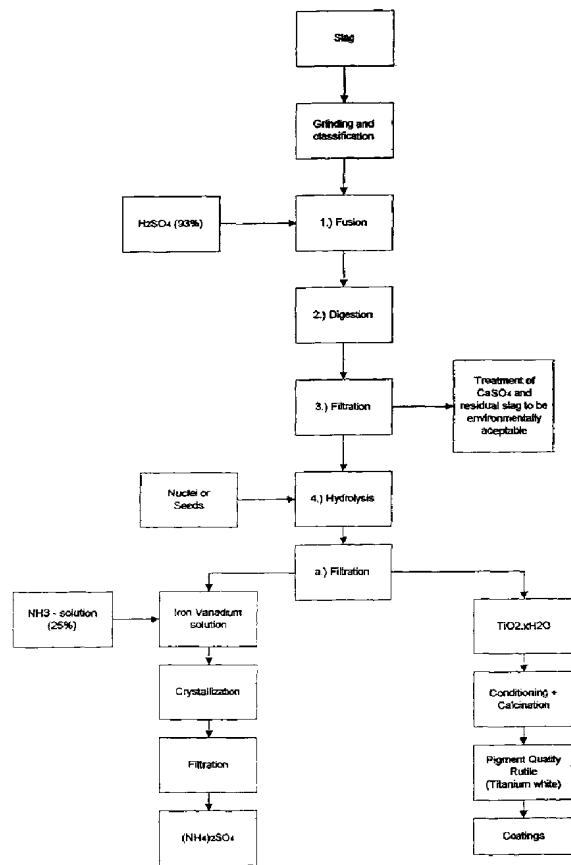 Slag
Grinding and
classification
H2SO4 (93%)
1.) Fusion
2.) Digestion
3.) Filtration
Treatment of
CaSO4 and
residual slag to be
environmentally
aceptable
Nuclei or
Seeds
4.) Hydrolysis
a.) Filtration
NH3 - solution
(25%)
Iron Vanadium
solution
TiO2.xH2O
Crystallization
Conditioning +
Calcination
Filtration
Pigment Quality
Rutile
(Titanium white)
(NH4)2SO4
Coatings